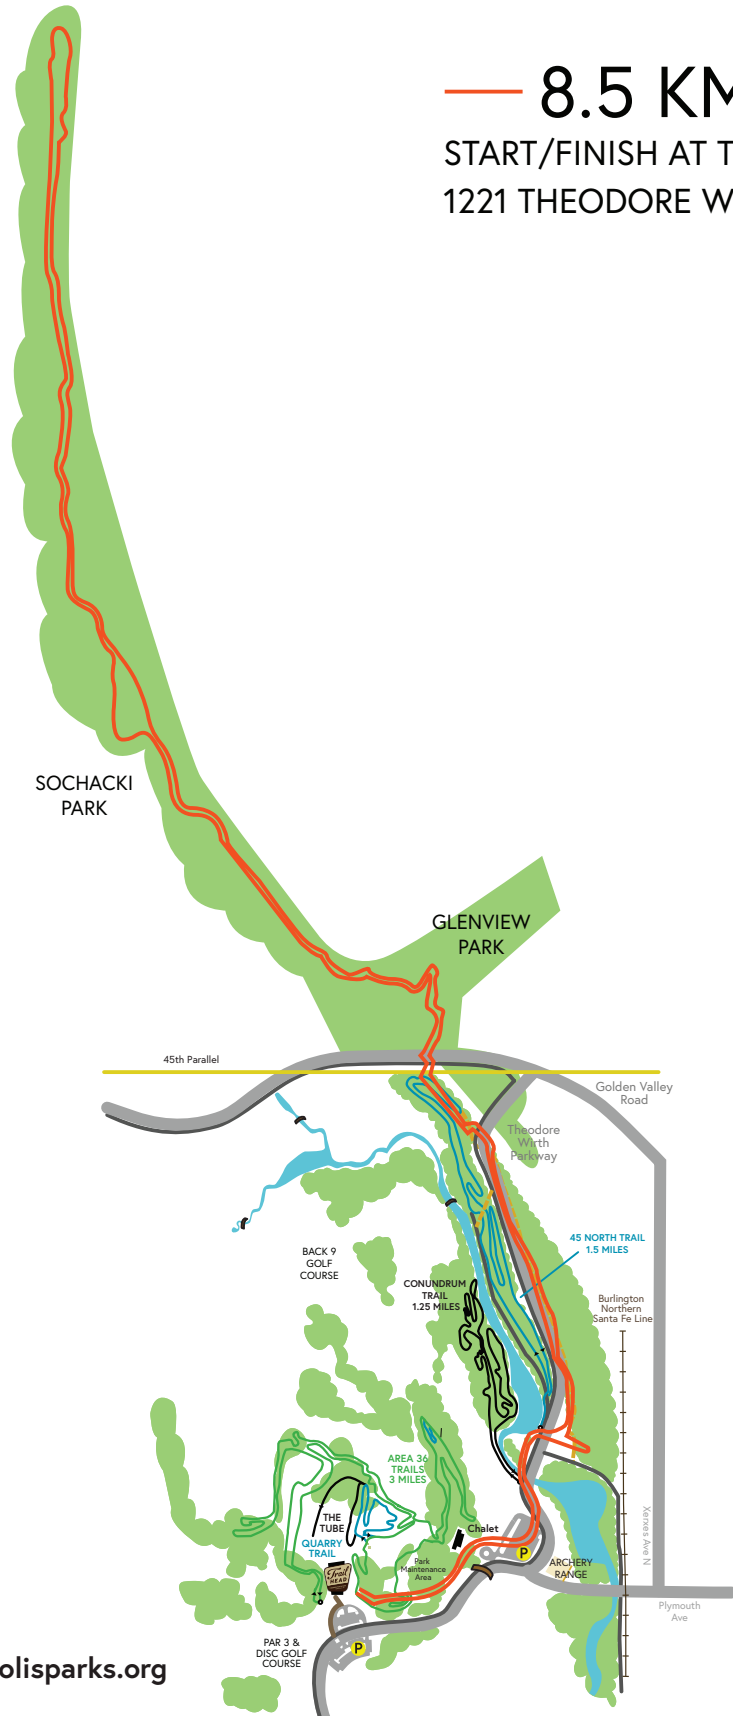 8.5 KM
START/FINISH AT T
1221 THEODORE W
SOCHACKI
PARK
GLENVIEW
PARK
45th Parallel
Golden Valley
Road
Theodore
Wirth
Parkway
45 NORTH TRAIL
1.5 MILES
BACK 9
GOLF
COURSE
CONUNDRUM
TRAIL
1.25 MILES
Burlington
Northern
Santa Fe Line
AREA 36
TRAILS
3 MILES
THE
TUBE
QUARRY
TRAIL
Chalet
Xerxes Ave N
Trail
HEAD
Park
Maintenance
Area
P
ARCHERY
RANGE
Plymouth
Ave
PAR 3 &
DISC GOLF
COURSE
P
olisparks.org